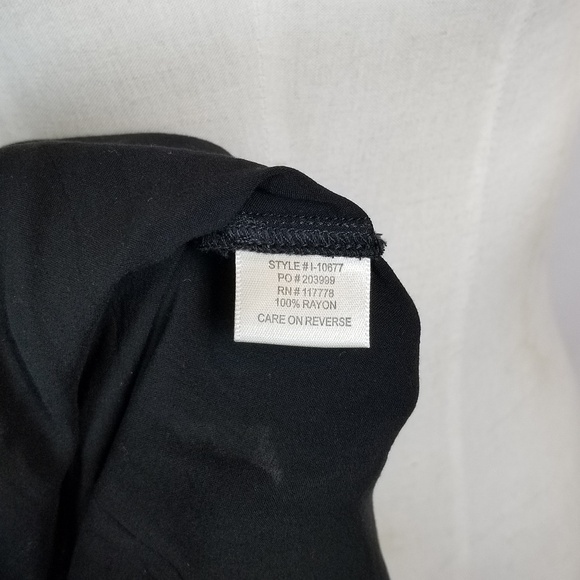 STYLE # I-10677
PO # 203999
RN # 117778
100% RAYON
CARE ON REVERSE